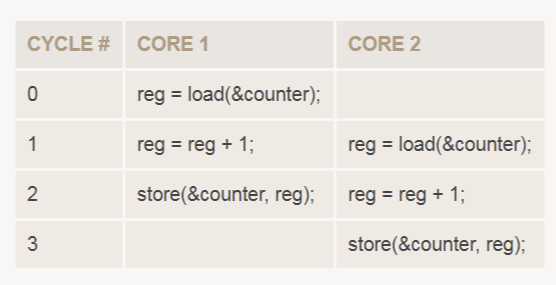 CYCLE # CORE 1 CORE 2
0 reg = load(&counter);
1 reg = reg + 1; reg = load(&counter);
2 store(&counter, reg); reg = reg + 1;
3 store(&counter, reg);